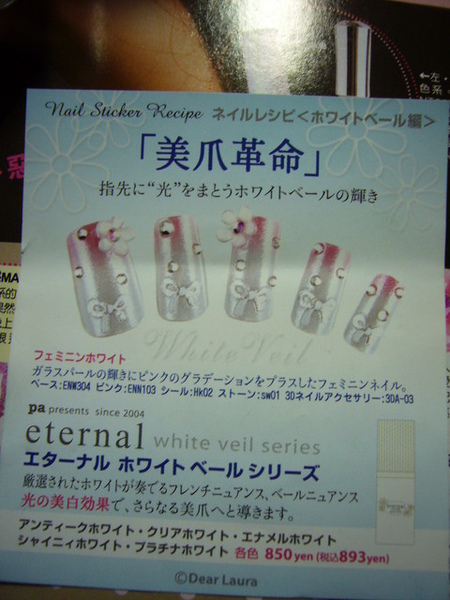 ←左・
色系
Nail Sticker Recipe ネイルレシピ<ホワイトベール編>
「美爪革命」
指先に“光”をまとうホワイトベールの輝き
惑
White Veil
フェミニンホワイト
ガラスパールの輝きにピンクのグラデーションをプラスしたフェミニンネイル。
ベース:ENW304 ピンク:ENN103 シール:Hk02 ストーン:sw01 3Dネイルアクセサリー:3DA-03
pa presents since 2004
eternal white veil series
エターナル ホワイト ベール シリーズ
厳選されたホワイトが奏でるフレンチニュアンス、ベールニュアンス
光の美白効果で、さらなる美爪へと導きます。
アンティークホワイト・クリアホワイト・エナメルホワイト
シャイニィホワイト・プラチナホワイト 各色 850yen (税込893yen)
©Dear Laura